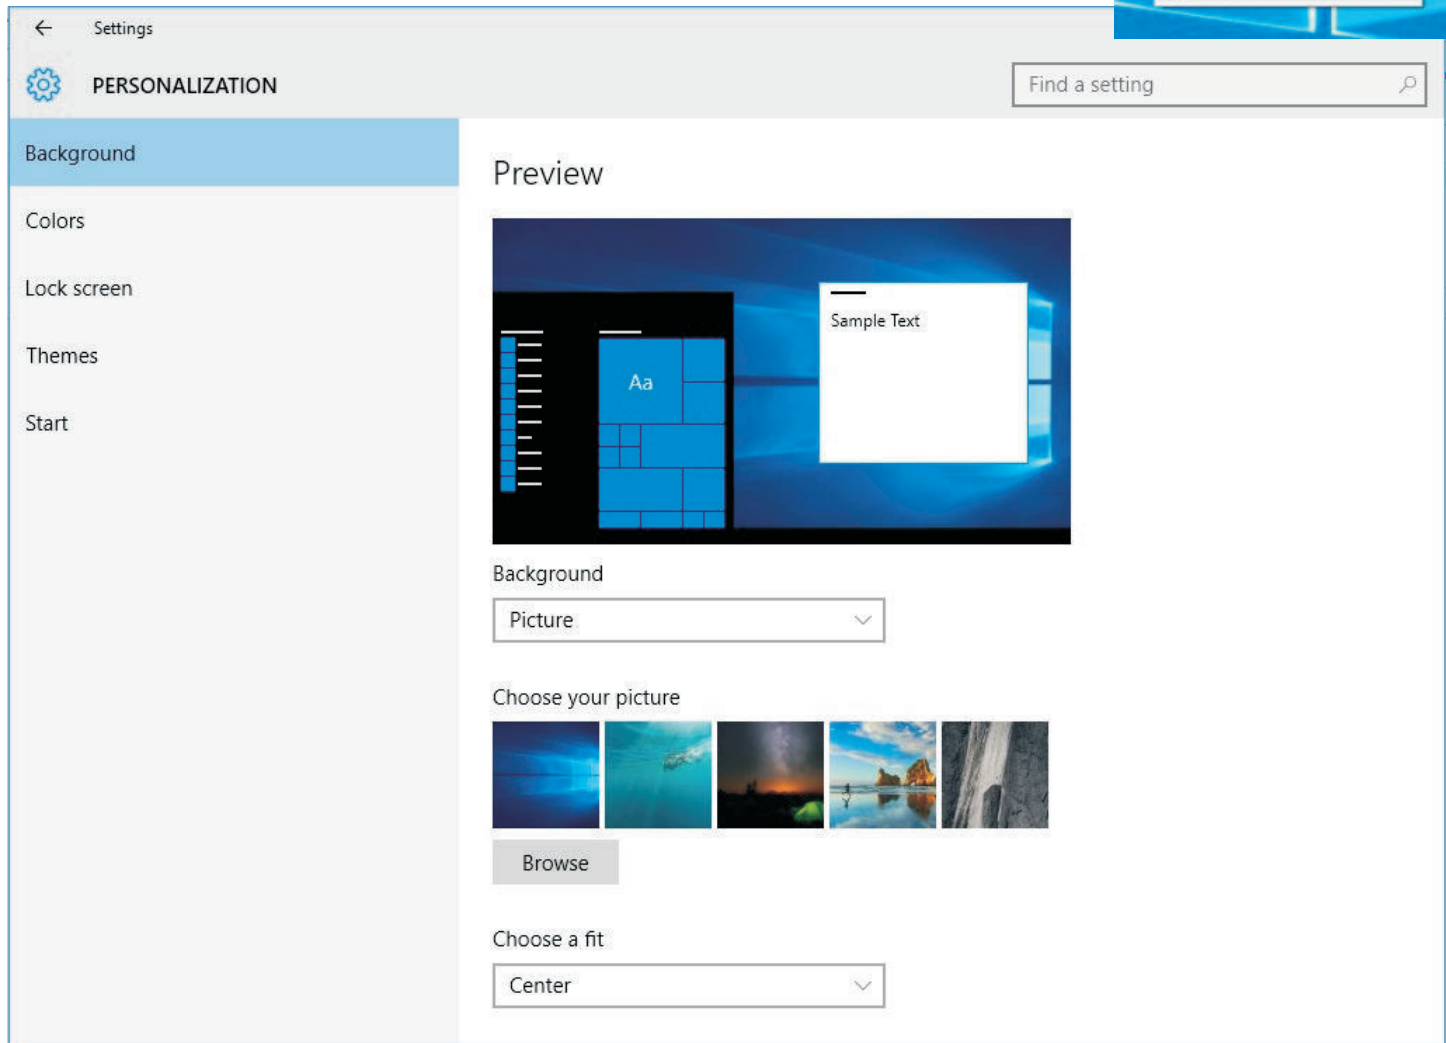 Settings
PERSONALIZATION
Find a setting
Background
Colors
Lock screen
Themes
Start
Preview
Sample Text
Aa
Background
Picture
Choose your picture
Browse
Choose a fit
Center